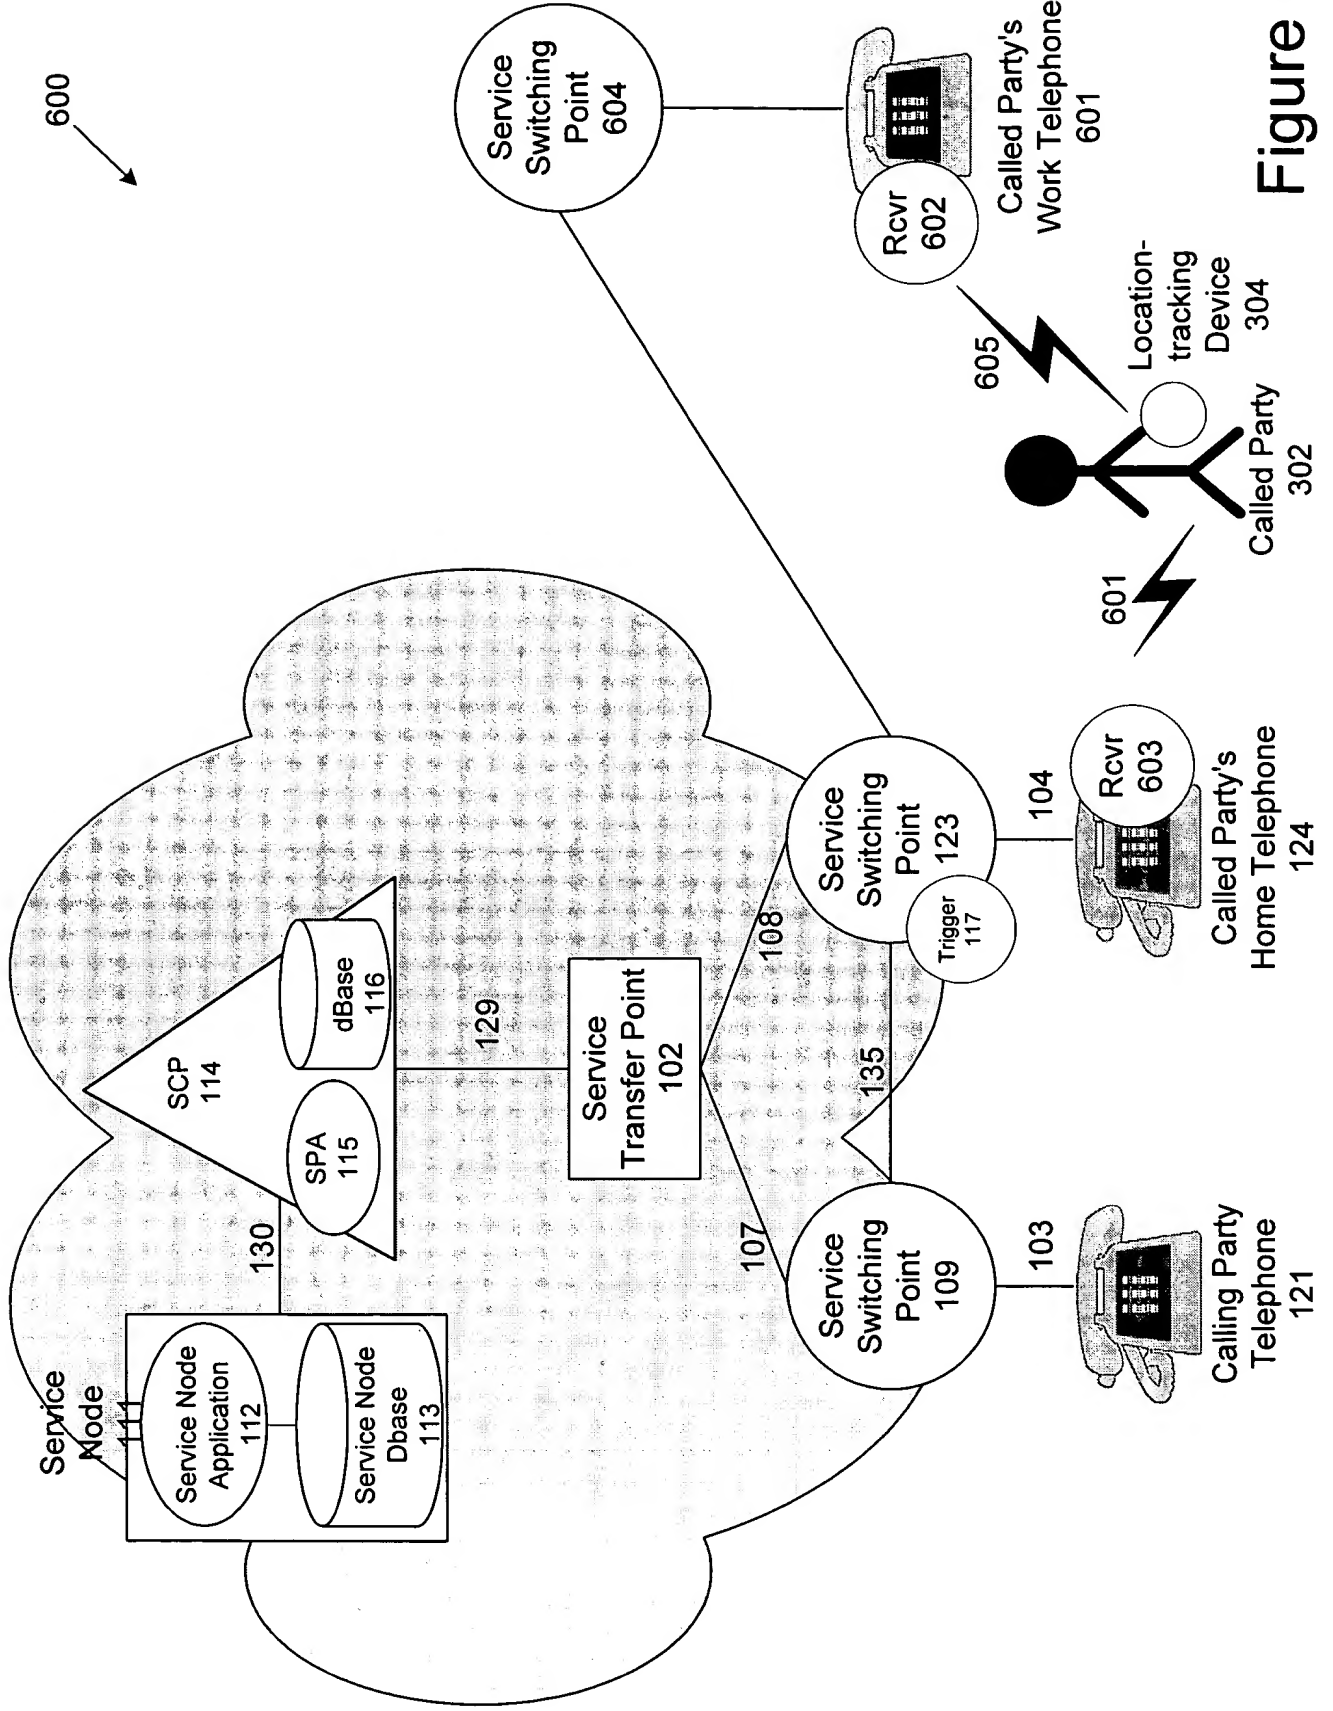 600
Service
Node
Service Node
Application
112
Service Node
Dbase
113
130
SCP
114
SPA
115
dBase
116
129
Service
Transfer Point
102
107
108
135
Service
Switching
Point
109
Service
Switching
Point
123
Trigger
117
Service
Switching
Point
604
103
104
Calling Party
Telephone
121
Rcvr
603
Called Party's
Home Telephone
124
601
Called Party
302
605
Location-
tracking
Device
304
Rcvr
602
Called Party's
Work Telephone
601
Figure